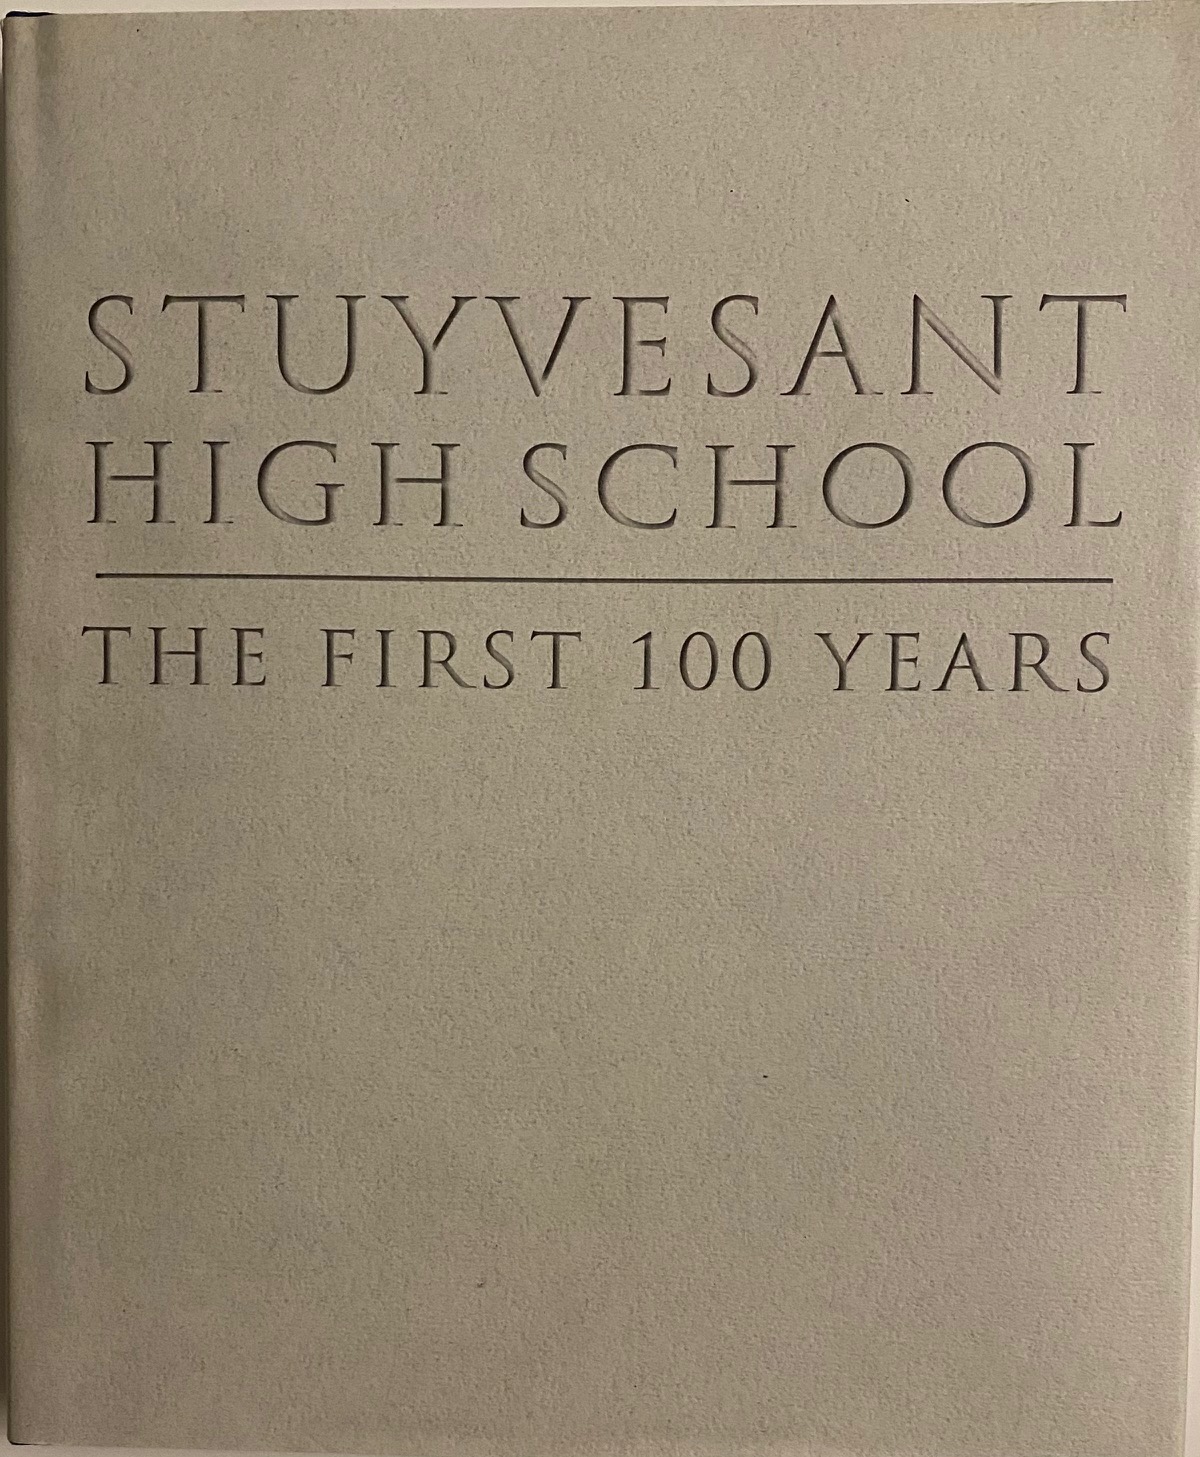 STUYVESANT
HIGH SCHOOL
THE FIRST 100 YEARS